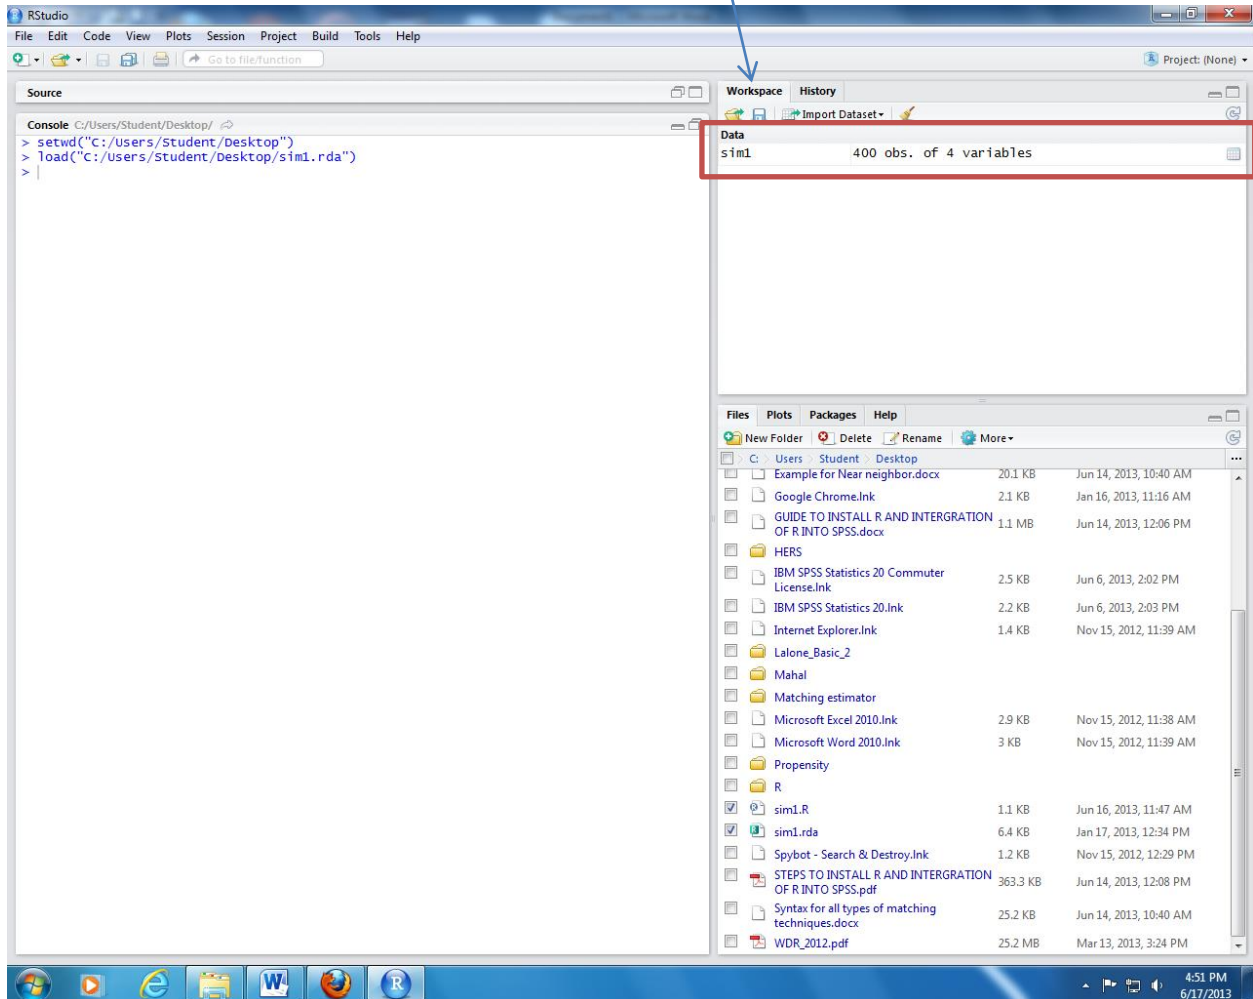 RStudio
File Edit Code View Plots Session Project Build Tools Help
Go to file/function
Project: (None)
Source
Console C:/Users/Student/Desktop/
> setwd("C:/Users/Student/Desktop")
> load("C:/Users/Student/Desktop/sim1.rda")
>
Workspace History
Import Dataset
Data
sim1 400 obs. of 4 variables
Files Plots Packages Help
New Folder Delete Rename More
C: Users Student Desktop ...
Example for Near neighbor.docx 20.1 KB Jun 14, 2013, 10:40 AM
Google Chrome.lnk 2.1 KB Jan 16, 2013, 11:16 AM
GUIDE TO INSTALL R AND INTERGRATION
OF R INTO SPSS.docx 1.1 MB Jun 14, 2013, 12:06 PM
HERS
IBM SPSS Statistics 20 Commuter
License.lnk 2.5 KB Jun 6, 2013, 2:02 PM
IBM SPSS Statistics 20.lnk 2.2 KB Jun 6, 2013, 2:03 PM
Internet Explorer.lnk 1.4 KB Nov 15, 2012, 11:39 AM
Lalone_Basic_2
Mahal
Matching estimator
Microsoft Excel 2010.lnk 2.9 KB Nov 15, 2012, 11:38 AM
Microsoft Word 2010.lnk 3 KB Nov 15, 2012, 11:39 AM
Propensity
R
sim1.R 1.1 KB Jun 16, 2013, 11:47 AM
sim1.rda 6.4 KB Jan 17, 2013, 12:34 PM
Spybot - Search & Destroy.lnk 1.2 KB Nov 15, 2012, 12:29 PM
STEPS TO INSTALL R AND INTERGRATION
OF R INTO SPSS.pdf 363.3 KB Jun 14, 2013, 12:08 PM
Syntax for all types of matching
techniques.docx 25.2 KB Jun 14, 2013, 10:40 AM
WDR_2012.pdf 25.2 MB Mar 13, 2013, 3:24 PM
4:51 PM
6/17/2013